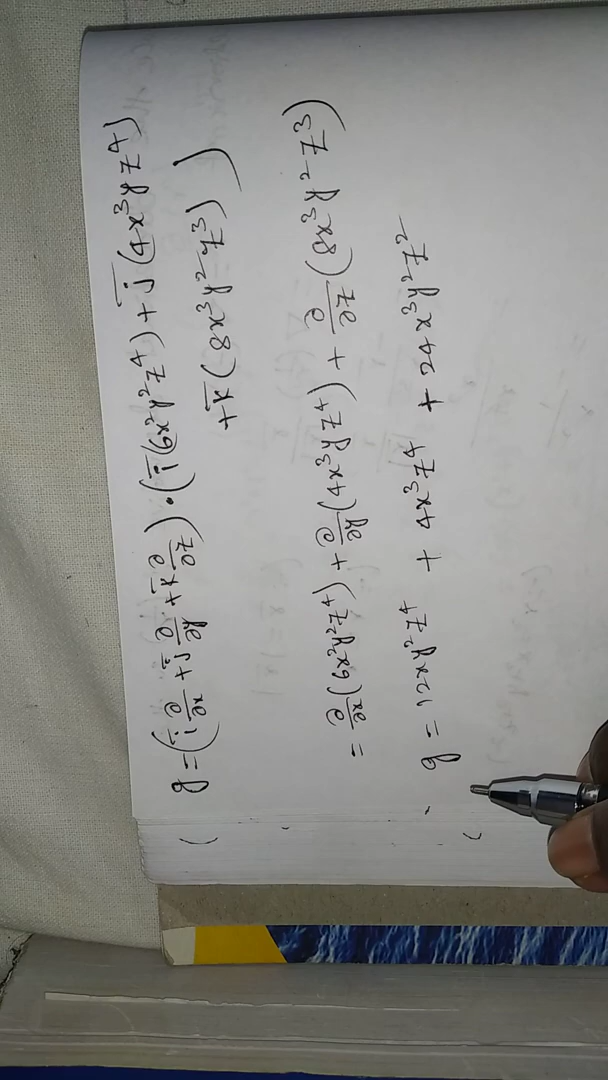 g = (i̅ ∂/∂x + j̅ ∂/∂y + k̅ ∂/∂z) · (i̅(6x²y²z⁴) + j̅(4x³yz⁴)
+ k̅(8x³y²z³))
= ∂/∂x(6x²y²z⁴) + ∂/∂y(4x³yz⁴) + ∂/∂z(8x³y²z³)
g = 12xy²z⁴ + 4x³z⁴ + 24x³y²z²